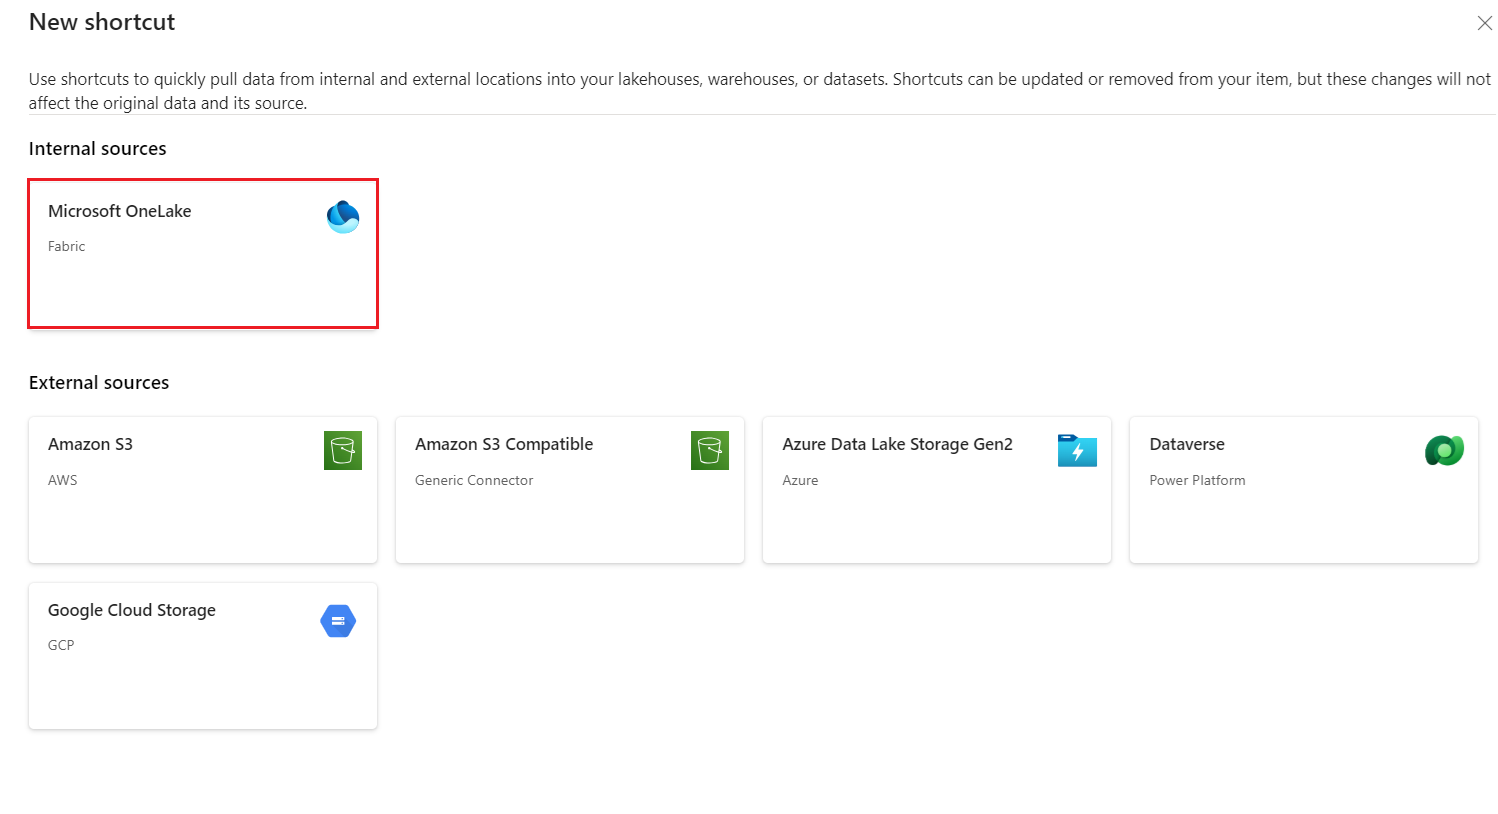 New shortcut
Use shortcuts to quickly pull data from internal and external locations into your lakehouses, warehouses, or datasets. Shortcuts can be updated or removed from your item, but these changes will not
affect the original data and its source.
Internal sources
Microsoft OneLake
Fabric
External sources
Amazon S3
AWS
Amazon S3 Compatible
Generic Connector
Azure Data Lake Storage Gen2
Azure
Dataverse
Power Platform
Google Cloud Storage
GCP